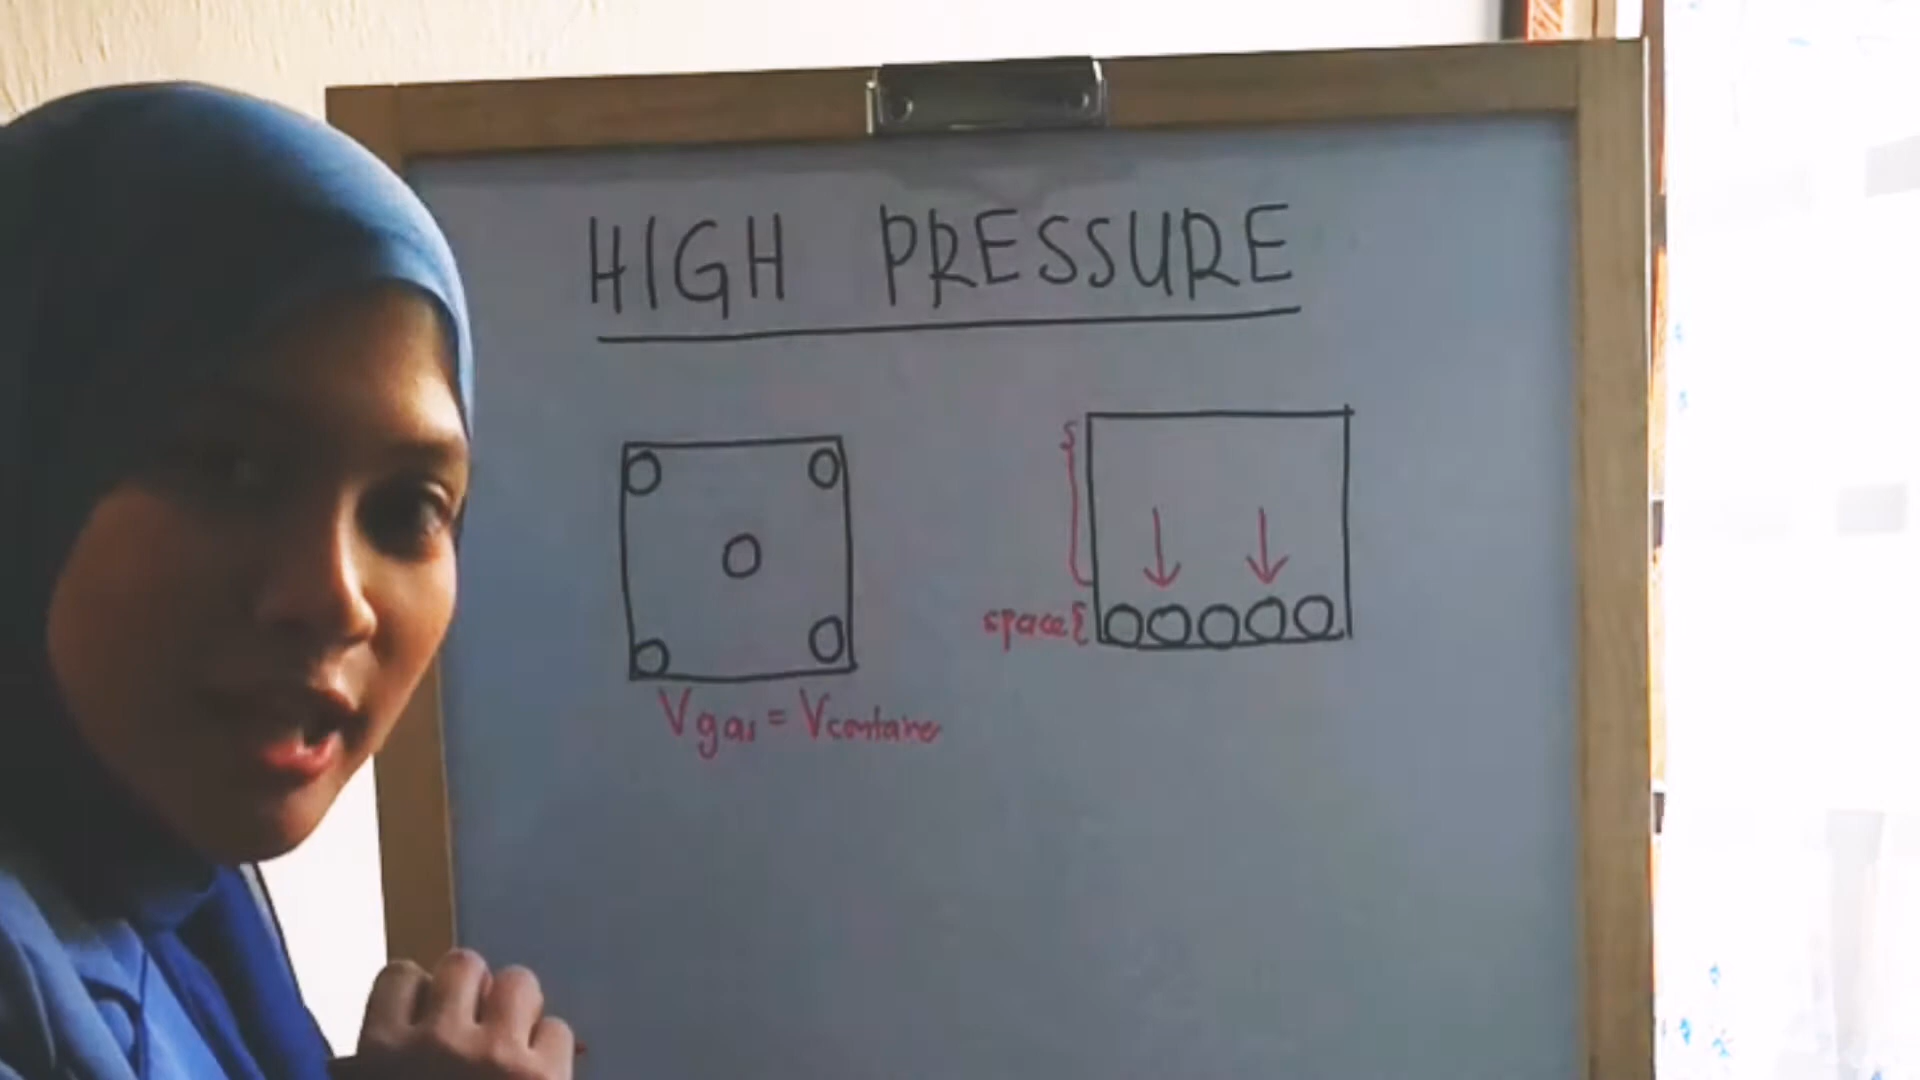 HIGH PRESSURE
space{
Vgas = Vcontainer